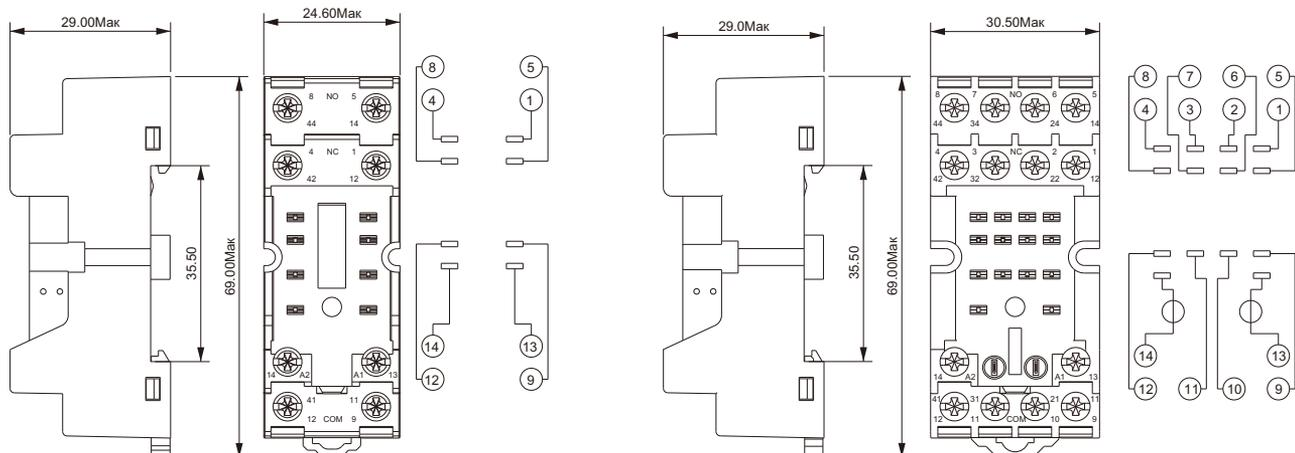 29.00Мак
24.60Мак
35.50
69.00Мак
8 NO 5
44 14
4 NC 1
42 12
14 A2 A1 13
41 11
12 COM 9
8 5
4 1
14 13
12 9
29.0Мак
30.50Мак
35.50
69.00Мак
8 7 NO 6 5
44 34 24 14
4 3 NC 2 1
42 32 22 12
14 A2 A1 13
41 31 21 11
12 11 COM 10 9
8 7 6 5
4 3 2 1
14 13
12 11 10 9